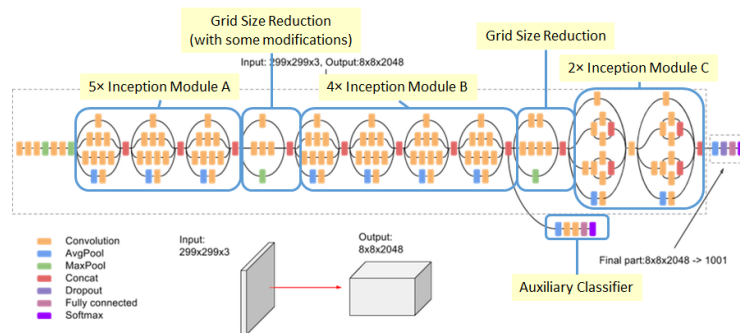 Grid Size Reduction
(with some modifications)
Grid Size Reduction
Input: 299x299x3, Output:8x8x2048
5× Inception Module A
4× Inception Module B
2× Inception Module C
Convolution
AvgPool
MaxPool
Concat
Dropout
Fully connected
Softmax
Input:
299x299x3
Output:
8x8x2048
Final part:8x8x2048 -> 1001
Auxiliary Classifier